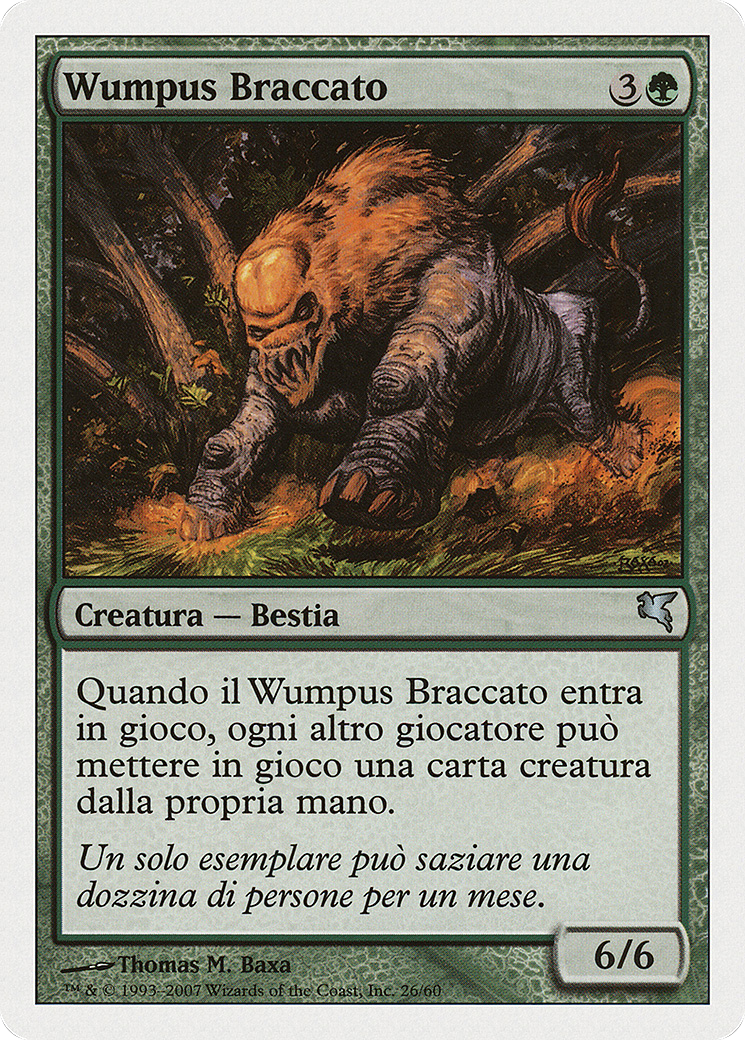 Wumpus Braccato 3
Creatura — Bestia
Quando il Wumpus Braccato entra
in gioco, ogni altro giocatore può
mettere in gioco una carta creatura
dalla propria mano.
Un solo esemplare può saziare una
dozzina di persone per un mese.
6/6
Thomas M. Baxa
™ & © 1993–2007 Wizards of the Coast, Inc. 26/60